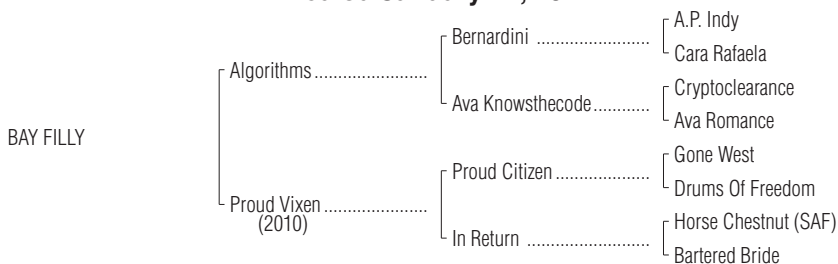 A.P. Indy
Bernardini ........................
Cara Rafaela
Algorithms ........................
Cryptoclearance
Ava Knowsthecode ............
Ava Romance
BAY FILLY
Gone West
Proud Citizen ....................
Drums Of Freedom
Proud Vixen ......................
(2010)
Horse Chestnut (SAF)
In Return ..........................
Bartered Bride